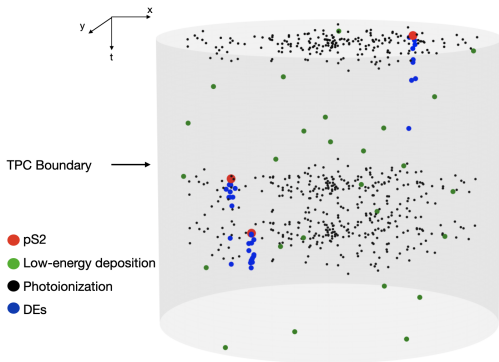 x
y
t
TPC Boundary
pS2
Low-energy deposition
Photoionization
DEs